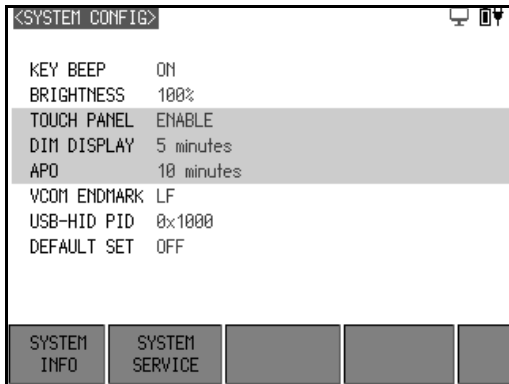 <SYSTEM CONFIG>
KEY BEEP ON
BRIGHTNESS 100%
TOUCH PANEL ENABLE
DIM DISPLAY 5 minutes
APO 10 minutes
VCOM ENDMARK LF
USB-HID PID 0x1000
DEFAULT SET OFF
SYSTEM INFO
SYSTEM SERVICE